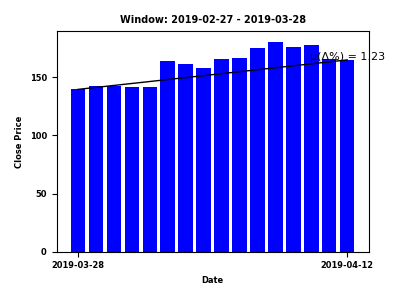 Window: 2019-02-27 - 2019-03-28
(Δ%) = 1.23
150
100
50
0
Close Price
2019-03-28
2019-04-12
Date